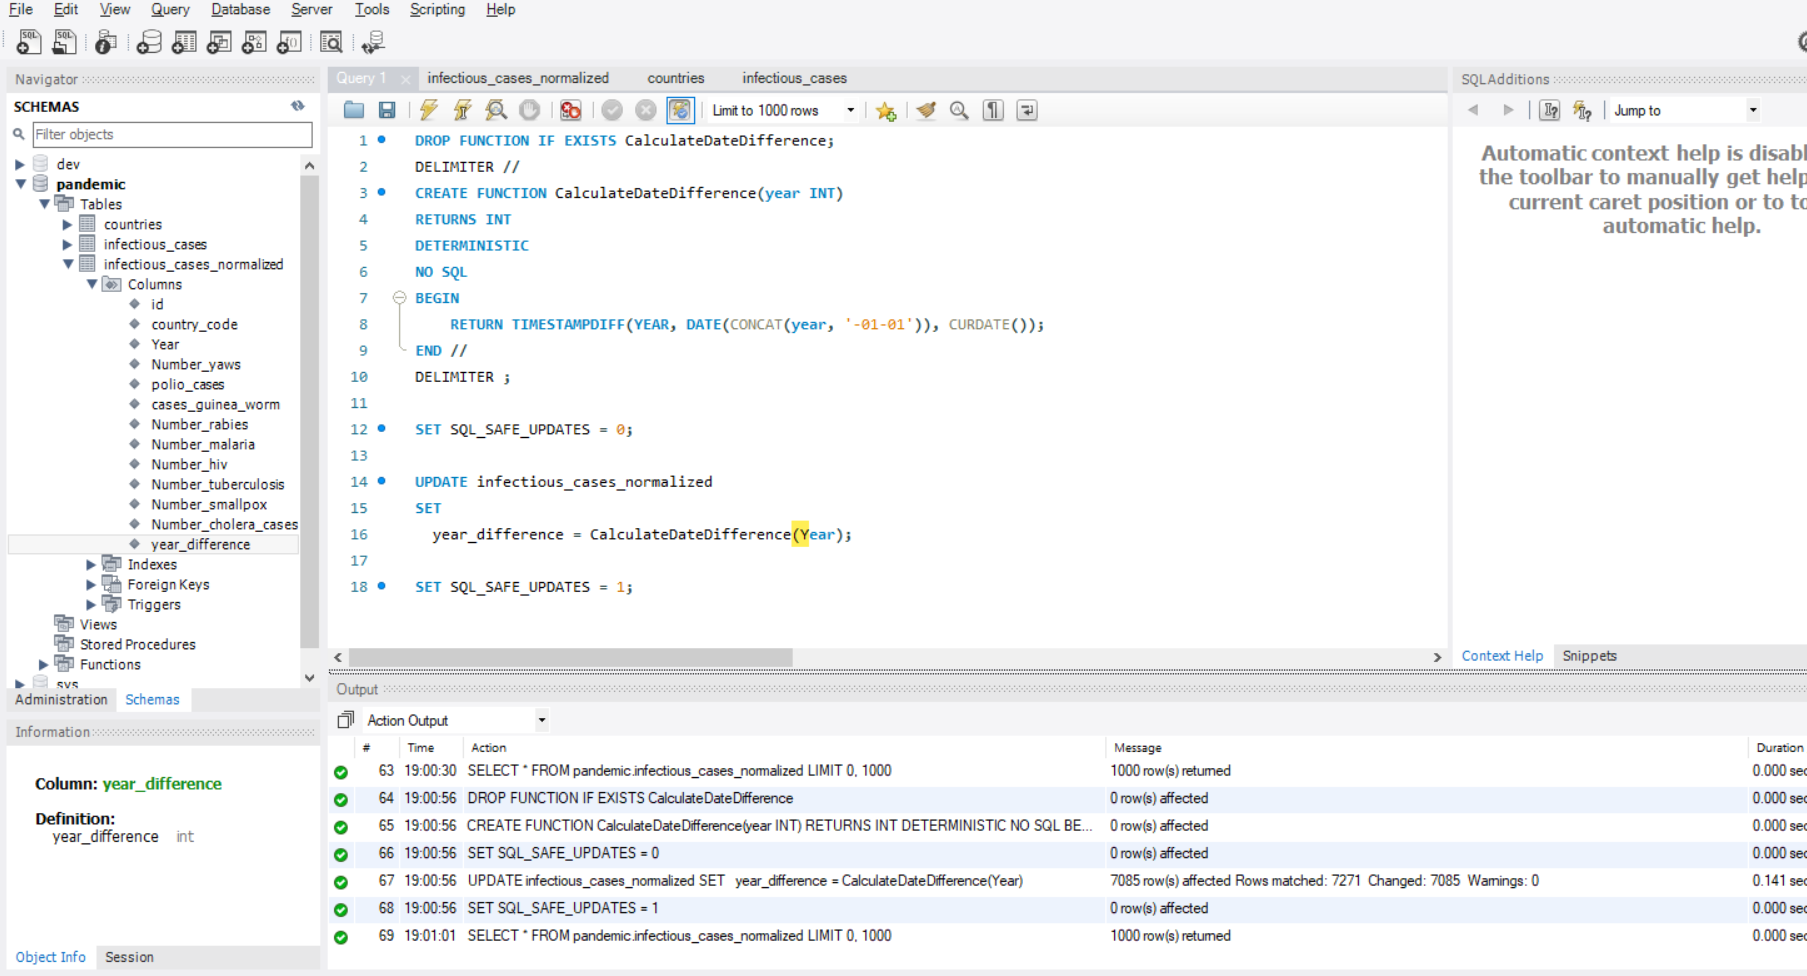 File Edit View Query Database Server Tools Scripting Help
Navigator
SCHEMAS
Filter objects
dev
pandemic
Tables
countries
infectious_cases
infectious_cases_normalized
Columns
id
country_code
Year
Number_yaws
polio_cases
cases_guinea_worm
Number_rabies
Number_malaria
Number_hiv
Number_tuberculosis
Number_smallpox
Number_cholera_cases
year_difference
Indexes
Foreign Keys
Triggers
Views
Stored Procedures
Functions
sys
Administration Schemas
Information
Column: year_difference
Definition:
year_difference int
Object Info Session
Query 1 infectious_cases_normalized countries infectious_cases
Limit to 1000 rows
1 DROP FUNCTION IF EXISTS CalculateDateDifference;
2 DELIMITER //
3 CREATE FUNCTION CalculateDateDifference(year INT)
4 RETURNS INT
5 DETERMINISTIC
6 NO SQL
7 BEGIN
8 RETURN TIMESTAMPDIFF(YEAR, DATE(CONCAT(year, '-01-01')), CURDATE());
9 END //
10 DELIMITER ;
11
12 SET SQL_SAFE_UPDATES = 0;
13
14 UPDATE infectious_cases_normalized
15 SET
16 year_difference = CalculateDateDifference(Year);
17
18 SET SQL_SAFE_UPDATES = 1;
SQLAdditions
Jump to
Automatic context help is disabl
the toolbar to manually get help
current caret position or to to
automatic help.
Context Help Snippets
Output
Action Output
# Time Action Message Duration
63 19:00:30 SELECT * FROM pandemic.infectious_cases_normalized LIMIT 0, 1000 1000 row(s) returned 0.000 sec
64 19:00:56 DROP FUNCTION IF EXISTS CalculateDateDifference 0 row(s) affected 0.000 sec
65 19:00:56 CREATE FUNCTION CalculateDateDifference(year INT) RETURNS INT DETERMINISTIC NO SQL BE... 0 row(s) affected 0.000 sec
66 19:00:56 SET SQL_SAFE_UPDATES = 0 0 row(s) affected 0.000 sec
67 19:00:56 UPDATE infectious_cases_normalized SET year_difference = CalculateDateDifference(Year) 7085 row(s) affected Rows matched: 7271 Changed: 7085 Warnings: 0 0.141 sec
68 19:00:56 SET SQL_SAFE_UPDATES = 1 0 row(s) affected 0.000 sec
69 19:01:01 SELECT * FROM pandemic.infectious_cases_normalized LIMIT 0, 1000 1000 row(s) returned 0.000 sec